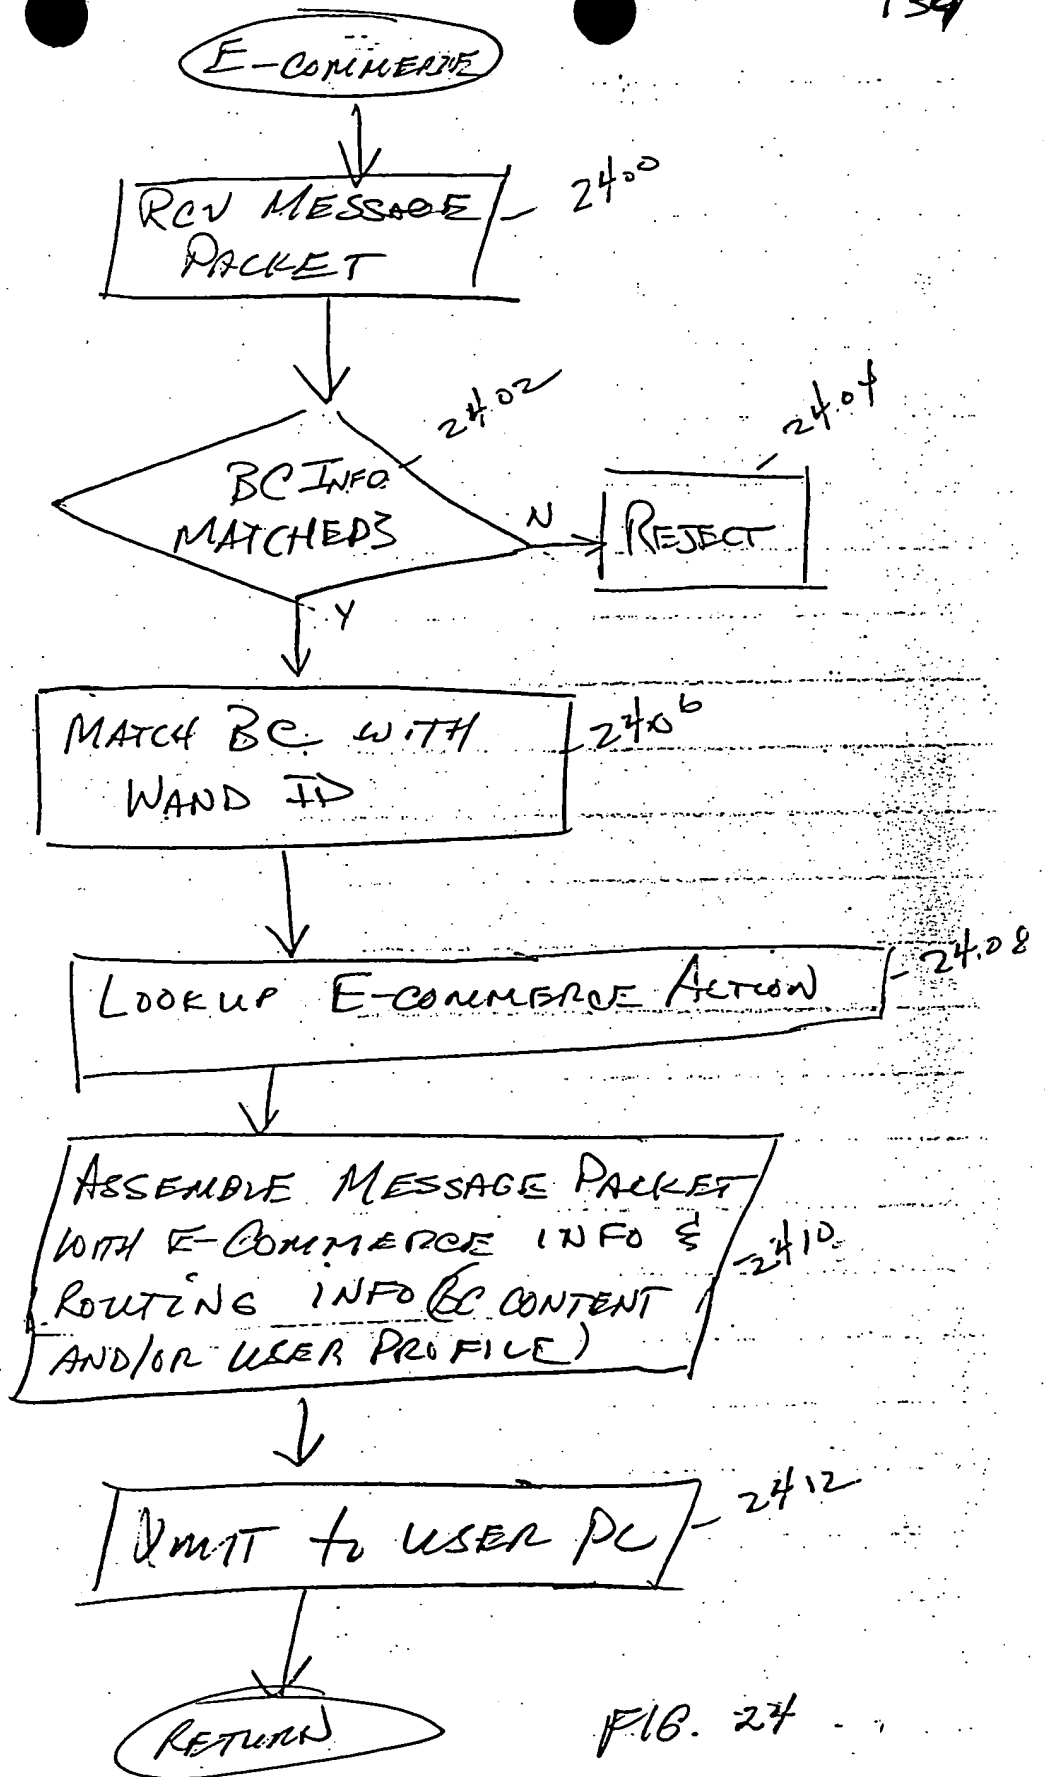 134
E-COMMERCE
RCV MESSAGE
PACKET
2400
2402
BC INFO
MATCHED?
N
2404
REJECT
Y
MATCH BC WITH
WAND ID
2406
LOOKUP E-COMMERCE ACTION
2408
ASSEMBLE MESSAGE PACKET
WITH E-COMMERCE INFO &
ROUTING INFO (BC CONTENT
AND/OR USER PROFILE)
2410
XMIT to USER PC
2412
RETURN
FIG. 24